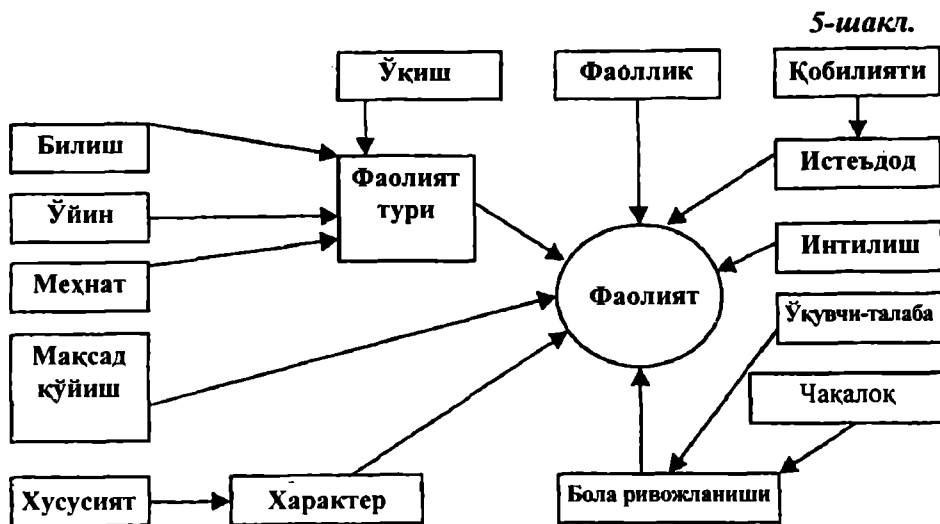 5-шакл.
Ўқиш
Фаоллик
Қобилияти
Билиш
Фаолият
тури
Истеъдод
Ўйин
Интилиш
Меҳнат
Фаолият
Ўқувчи-талаба
Мақсад
қўйиш
Чақалоқ
Хусусият
Характер
Бола ривожланиши